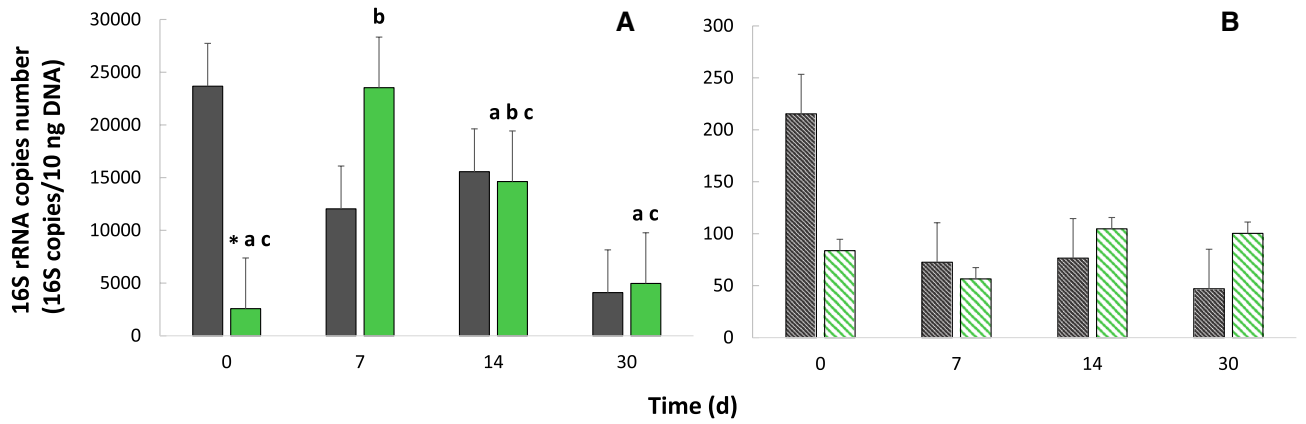 A
B
16S rRNA copies number
(16S copies/10 ng DNA)
30000
25000
20000
15000
10000
5000
0
* a c
b
a b c
a c
0 7 14 30
300
250
200
150
100
50
0
0 7 14 30
Time (d)